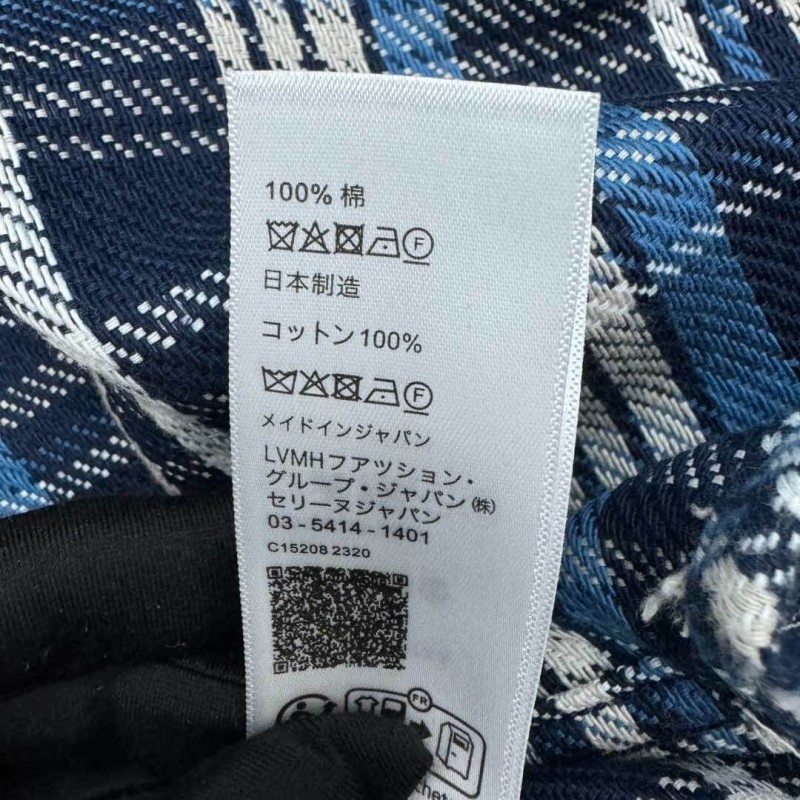 100% 棉
F
日本制造
コットン100%
F
メイドインジャパン
LVMHファッション・
グループ・ジャパン(株)
セリーヌジャパン
03-5414-1401
C15208 2320
FR